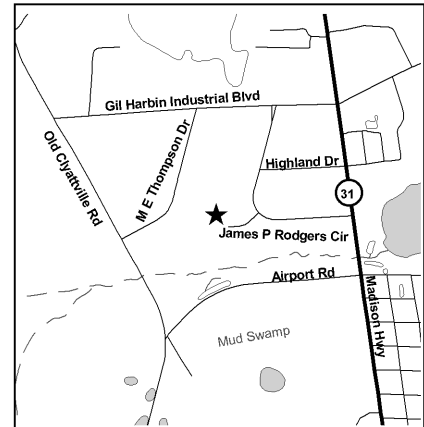 Gil Harbin Industrial Blvd
Old Clyattville Rd
M E Thompson Dr
Highland Dr
31
James P Rodgers Cir
Airport Rd
Madison Hwy
Mud Swamp